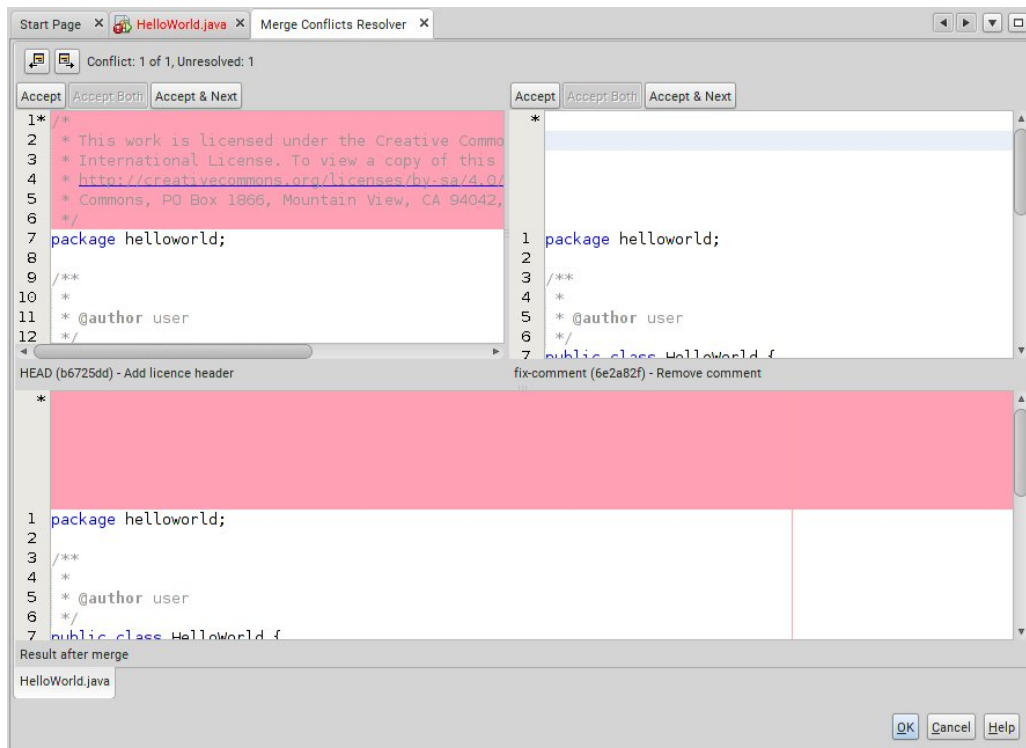 Start Page HelloWorld.java Merge Conflicts Resolver
Conflict: 1 of 1, Unresolved: 1
Accept Accept Both Accept & Next
1* /*
2 * This work is licensed under the Creative Commo
3 * International License. To view a copy of this
4 * http://creativecommons.org/licenses/by-sa/4.0/
5 * Commons, PO Box 1866, Mountain View, CA 94042,
6 */
7 package helloworld;
8
9 /**
10 *
11 * @author user
12 */
HEAD (b6725dd) - Add licence header
Accept Accept Both Accept & Next
*
1 package helloworld;
2
3 /**
4 *
5 * @author user
6 */
7 public class HelloWorld {
fix-comment (6e2a82f) - Remove comment
*
1 package helloworld;
2
3 /**
4 *
5 * @author user
6 */
7 public class HelloWorld {
Result after merge
HelloWorld.java
OK Cancel Help